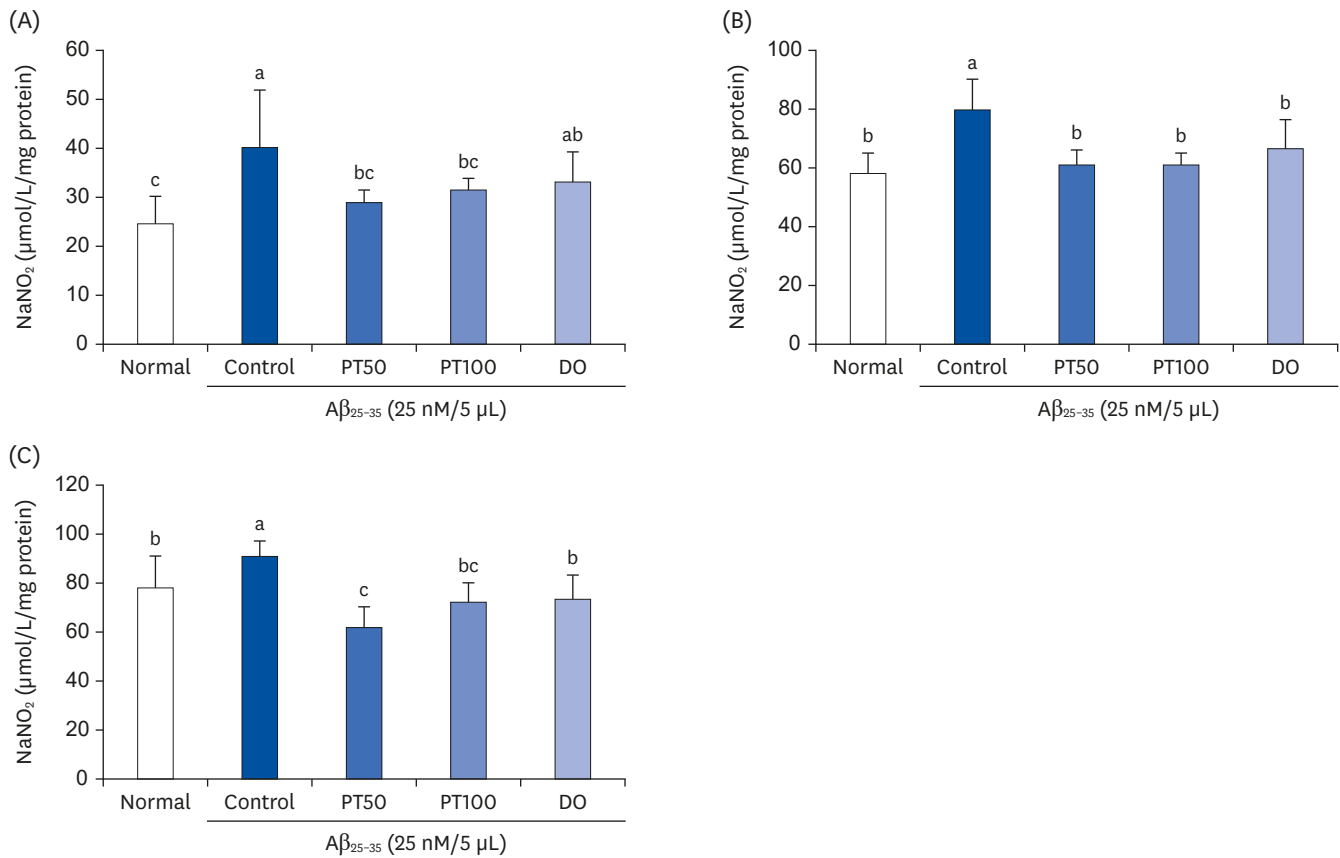 (A)
NaNO₂ (µmol/L/mg protein)
60
50
40
30
20
10
0
a
ab
bc
bc
c
Normal Control PT50 PT100 DO
Aβ₂₅₋₃₅ (25 nM/5 µL)
(B)
NaNO₂ (µmol/L/mg protein)
100
80
60
40
20
0
a
b b b b
Normal Control PT50 PT100 DO
Aβ₂₅₋₃₅ (25 nM/5 µL)
(C)
NaNO₂ (µmol/L/mg protein)
120
100
80
60
40
20
0
b a c bc b
Normal Control PT50 PT100 DO
Aβ₂₅₋₃₅ (25 nM/5 µL)